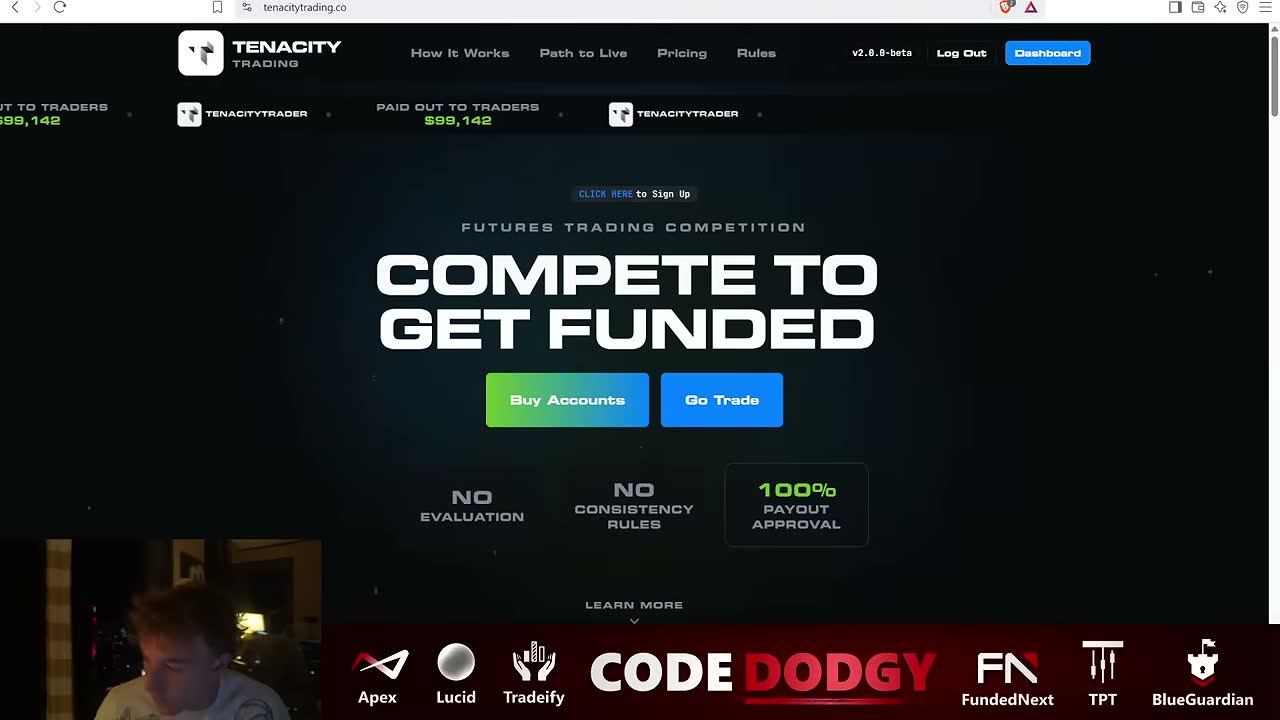 tenacitytrading.co
TENACITY
TRADING
How It Works
Path to Live
Pricing
Rules
v2.0.0-beta
Log Out
Dashboard
UT TO TRADERS
$99,142
TENACITYTRADER
PAID OUT TO TRADERS
$99,142
TENACITYTRADER
CLICK HERE to Sign Up
FUTURES TRADING COMPETITION
COMPETE TO
GET FUNDED
Buy Accounts
Go Trade
NO
EVALUATION
NO
CONSISTENCY
RULES
100%
PAYOUT
APPROVAL
LEARN MORE
Apex
Lucid
Tradeify
CODE DODGY
FN
FundedNext
TPT
BlueGuardian